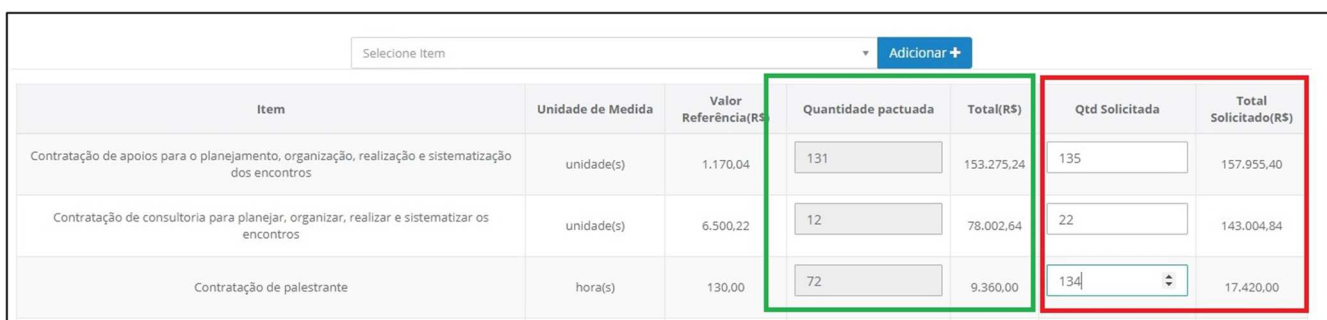 Selecione Item
Adicionar +
Item Unidade de Medida Valor Referência(R$) Quantidade pactuada Total(R$) Qtd Solicitada Total Solicitado(R$)
Contratação de apoios para o planejamento, organização, realização e sistematização
dos encontros
unidade(s) 1.170,04 131 153.275,24 135 157.955,40
Contratação de consultoria para planejar, organizar, realizar e sistematizar os
encontros
unidade(s) 6.500,22 12 78.002,64 22 143.004,84
Contratação de palestrante hora(s) 130,00 72 9.360,00 134 17.420,00